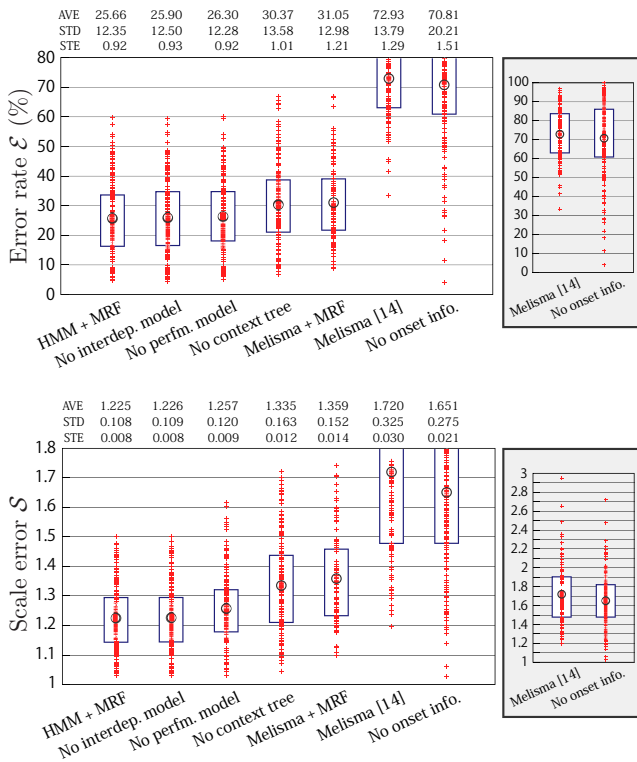 AVE 25.66 25.90 26.30 30.37 31.05 72.93 70.81
STD 12.35 12.50 12.28 13.58 12.98 13.79 20.21
STE 0.92 0.93 0.92 1.01 1.21 1.29 1.51
Error rate ℰ (%)
80
70
60
50
40
30
20
10
0
HMM + MRF
No interdep. model
No perfm. model
No context tree
Melisma + MRF
Melisma [14]
No onset info.
100
90
80
70
60
50
40
30
20
10
0
Melisma [14]
No onset info.
AVE 1.225 1.226 1.257 1.335 1.359 1.720 1.651
STD 0.108 0.109 0.120 0.163 0.152 0.325 0.275
STE 0.008 0.008 0.009 0.012 0.014 0.030 0.021
Scale error 𝒮
1.8
1.7
1.6
1.5
1.4
1.3
1.2
1.1
1
HMM + MRF
No interdep. model
No perfm. model
No context tree
Melisma + MRF
Melisma [14]
No onset info.
3
2.8
2.6
2.4
2.2
2
1.8
1.6
1.4
1.2
1
Melisma [14]
No onset info.